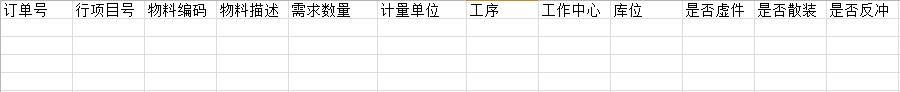 订单号 行项目号 物料编码 物料描述 需求数量 计量单位 工序 工作中心 库位 是否虚件 是否散装 是否反冲